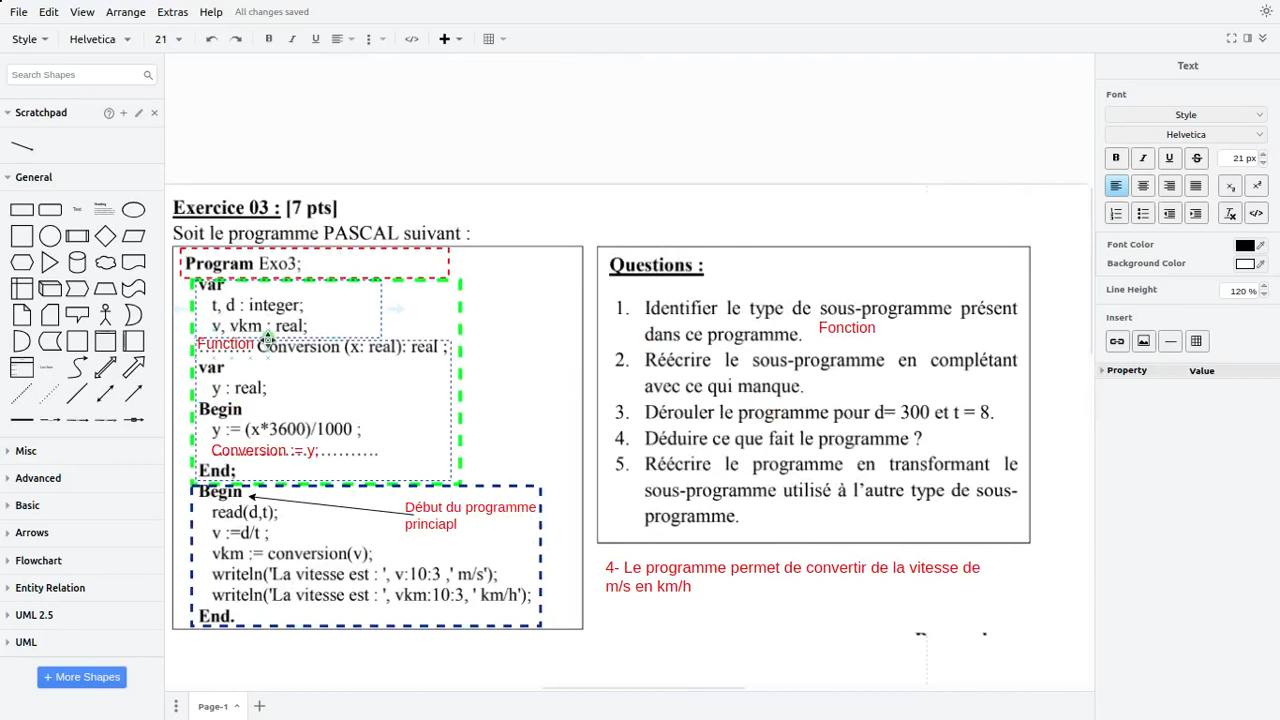 File Edit View Arrange Extras Help All changes saved
Style Helvetica 21 B I U
Search Shapes
Scratchpad
General
Text
Heading
Misc
Advanced
Basic
Arrows
Flowchart
Entity Relation
UML 2.5
UML
+ More Shapes
Exercice 03 : [7 pts]
Soit le programme PASCAL suivant :
Program Exo3;
var
t, d : integer;
v, vkm : real;
Function Conversion (x: real): real ;
var
y : real;
Begin
y := (x*3600)/1000 ;
Conversion := y;
End;
Begin
read(d,t);
v :=d/t ;
vkm := conversion(v);
writeln('La vitesse est : ', v:10:3 ,' m/s');
writeln('La vitesse est : ', vkm:10:3, ' km/h');
End.
Début du programme
princiapl
Questions :
1. Identifier le type de sous-programme présent
dans ce programme. Fonction
2. Réécrire le sous-programme en complétant
avec ce qui manque.
3. Dérouler le programme pour d= 300 et t = 8.
4. Déduire ce que fait le programme ?
5. Réécrire le programme en transformant le
sous-programme utilisé à l'autre type de sous-
programme.
4- Le programme permet de convertir de la vitesse de
m/s en km/h
Page-1
Text
Font
Style
Helvetica
B I U S 21 px
Font Color
Background Color
Line Height 120 %
Insert
Property Value